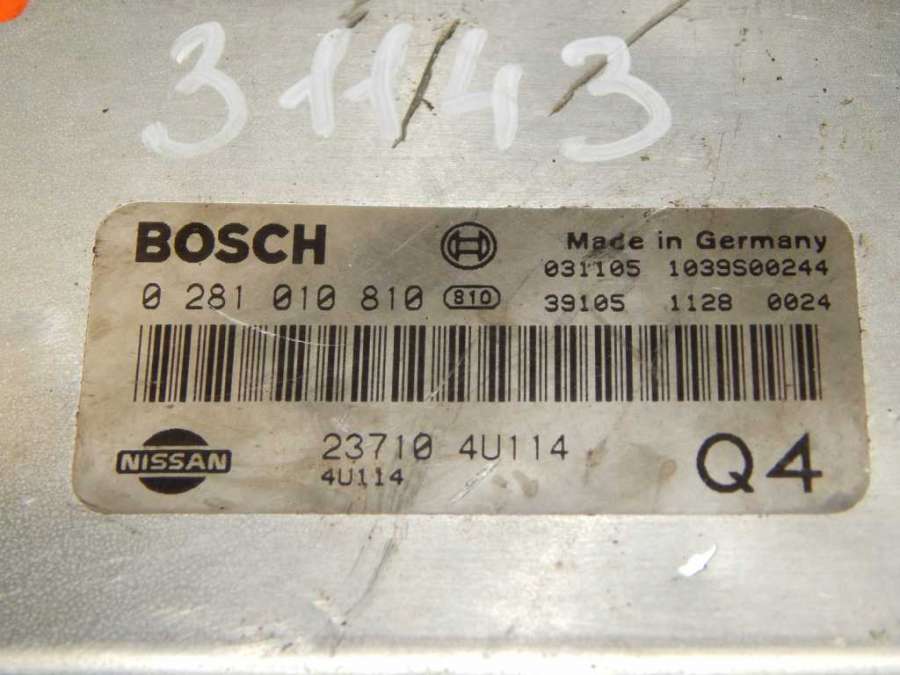 31143
BOSCH
Made in Germany
031105 1039S00244
0 281 010 810 810
39105 1128 0024
NISSAN
23710 4U114
4U114
Q4